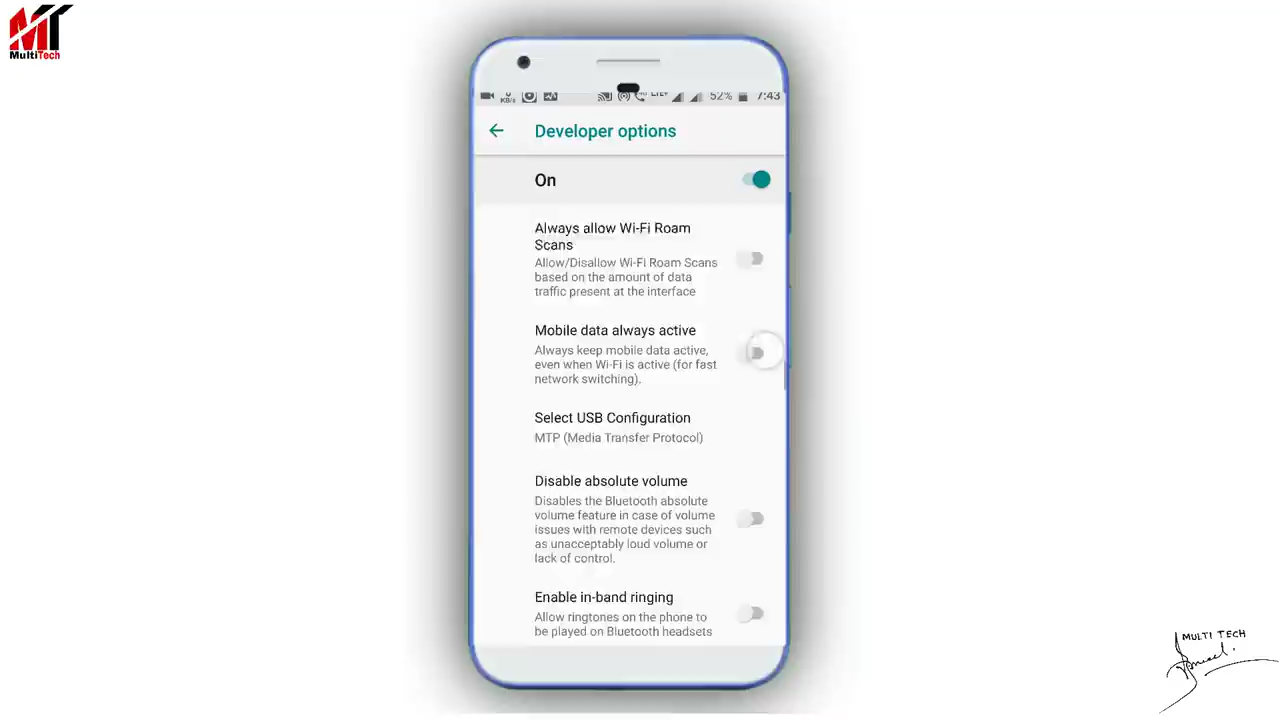 MT
MultiTech
0
KB/s
LTE+
52%
7:43
Developer options
On
Always allow Wi-Fi Roam
Scans
Allow/Disallow Wi-Fi Roam Scans
based on the amount of data
traffic present at the interface
Mobile data always active
Always keep mobile data active,
even when Wi-Fi is active (for fast
network switching).
Select USB Configuration
MTP (Media Transfer Protocol)
Disable absolute volume
Disables the Bluetooth absolute
volume feature in case of volume
issues with remote devices such
as unacceptably loud volume or
lack of control.
Enable in-band ringing
Allow ringtones on the phone to
be played on Bluetooth headsets
MULTI TECH